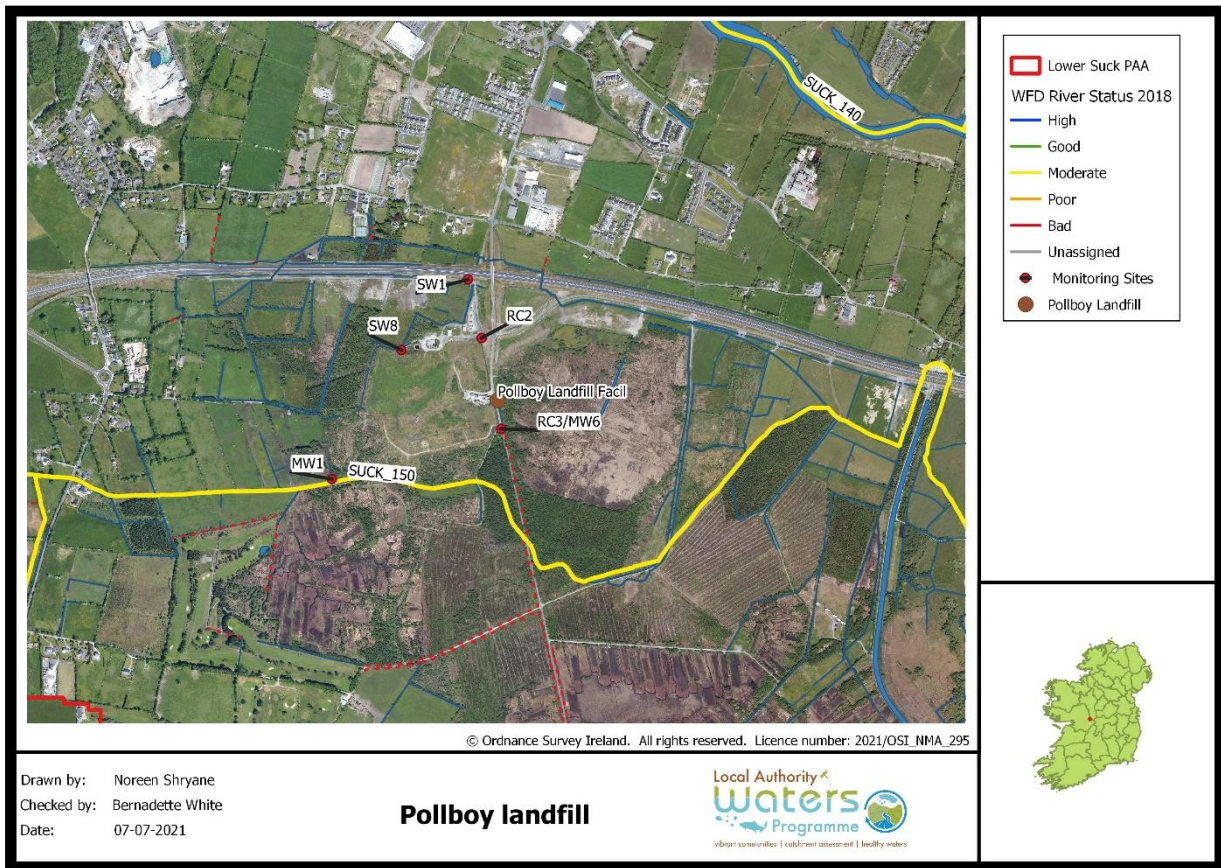 SUCK_140
SW1
RC2
SW8
Pollboy Landfill Facil
RC3/MW6
MW1
SUCK_150
Lower Suck PAA
WFD River Status 2018
High
Good
Moderate
Poor
Bad
Unassigned
Monitoring Sites
Pollboy Landfill
© Ordnance Survey Ireland. All rights reserved. Licence number: 2021/OSI_NMA_295
Drawn by: Noreen Shryane
Checked by: Bernadette White
Date: 07-07-2021
Pollboy landfill
Local Authority
Waters
Programme
vibrant communities | catchment assessment | healthy waters